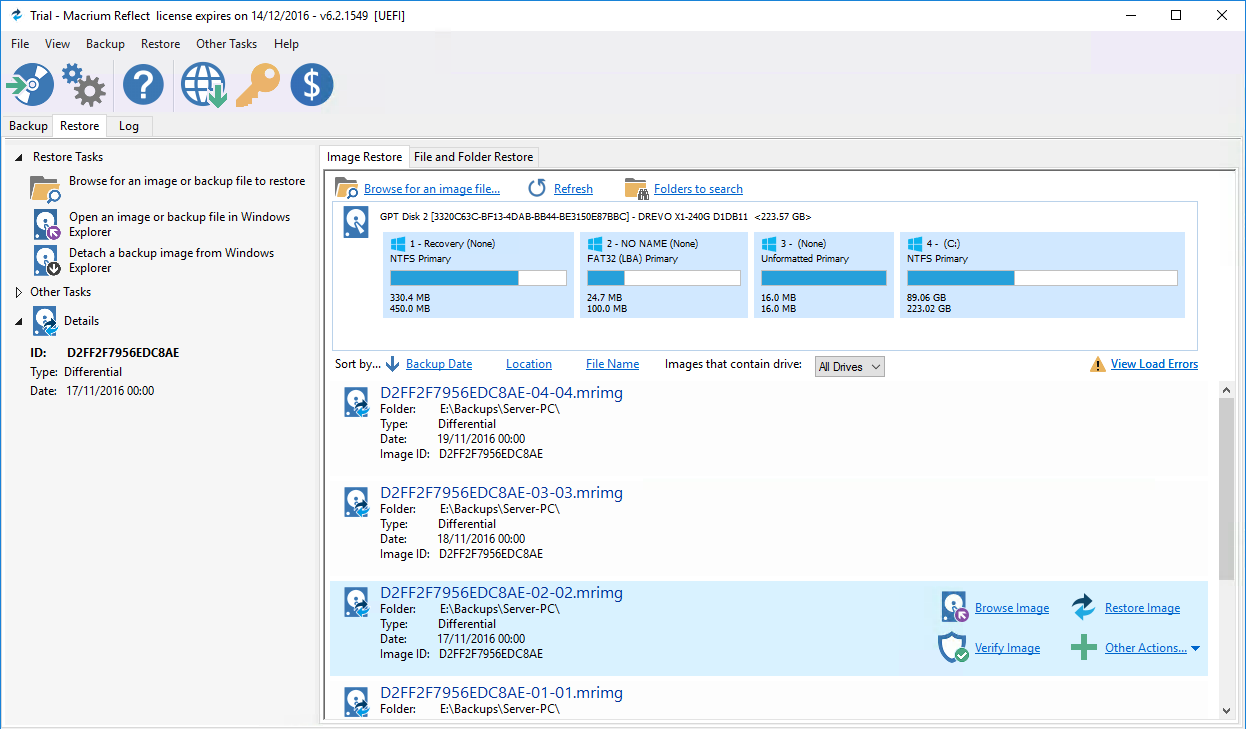 Trial - Macrium Reflect license expires on 14/12/2016 - v6.2.1549 [UEFI]
File View Backup Restore Other Tasks Help
Backup Restore Log
Restore Tasks
Browse for an image or backup file to restore
Open an image or backup file in Windows
Explorer
Detach a backup image from Windows
Explorer
Other Tasks
Details
ID: D2FF2F7956EDC8AE
Type: Differential
Date: 17/11/2016 00:00
Image Restore File and Folder Restore
Browse for an image file... Refresh Folders to search
GPT Disk 2 [3320C63C-BF13-4DAB-BB44-BE3150E87BBC] - DREVO X1-240G D1DB11 <223.57 GB>
1 - Recovery (None)
NTFS Primary
330.4 MB
450.0 MB
2 - NO NAME (None)
FAT32 (LBA) Primary
24.7 MB
100.0 MB
3 - (None)
Unformatted Primary
16.0 MB
16.0 MB
4 - (C:)
NTFS Primary
89.06 GB
223.02 GB
Sort by... Backup Date Location File Name Images that contain drive: All Drives View Load Errors
D2FF2F7956EDC8AE-04-04.mrimg
Folder: E:\Backups\Server-PC\
Type: Differential
Date: 19/11/2016 00:00
Image ID: D2FF2F7956EDC8AE
D2FF2F7956EDC8AE-03-03.mrimg
Folder: E:\Backups\Server-PC\
Type: Differential
Date: 18/11/2016 00:00
Image ID: D2FF2F7956EDC8AE
D2FF2F7956EDC8AE-02-02.mrimg
Folder: E:\Backups\Server-PC\
Type: Differential
Date: 17/11/2016 00:00
Image ID: D2FF2F7956EDC8AE
Browse Image Restore Image
Verify Image Other Actions...
D2FF2F7956EDC8AE-01-01.mrimg
Folder: E:\Backups\Server-PC\